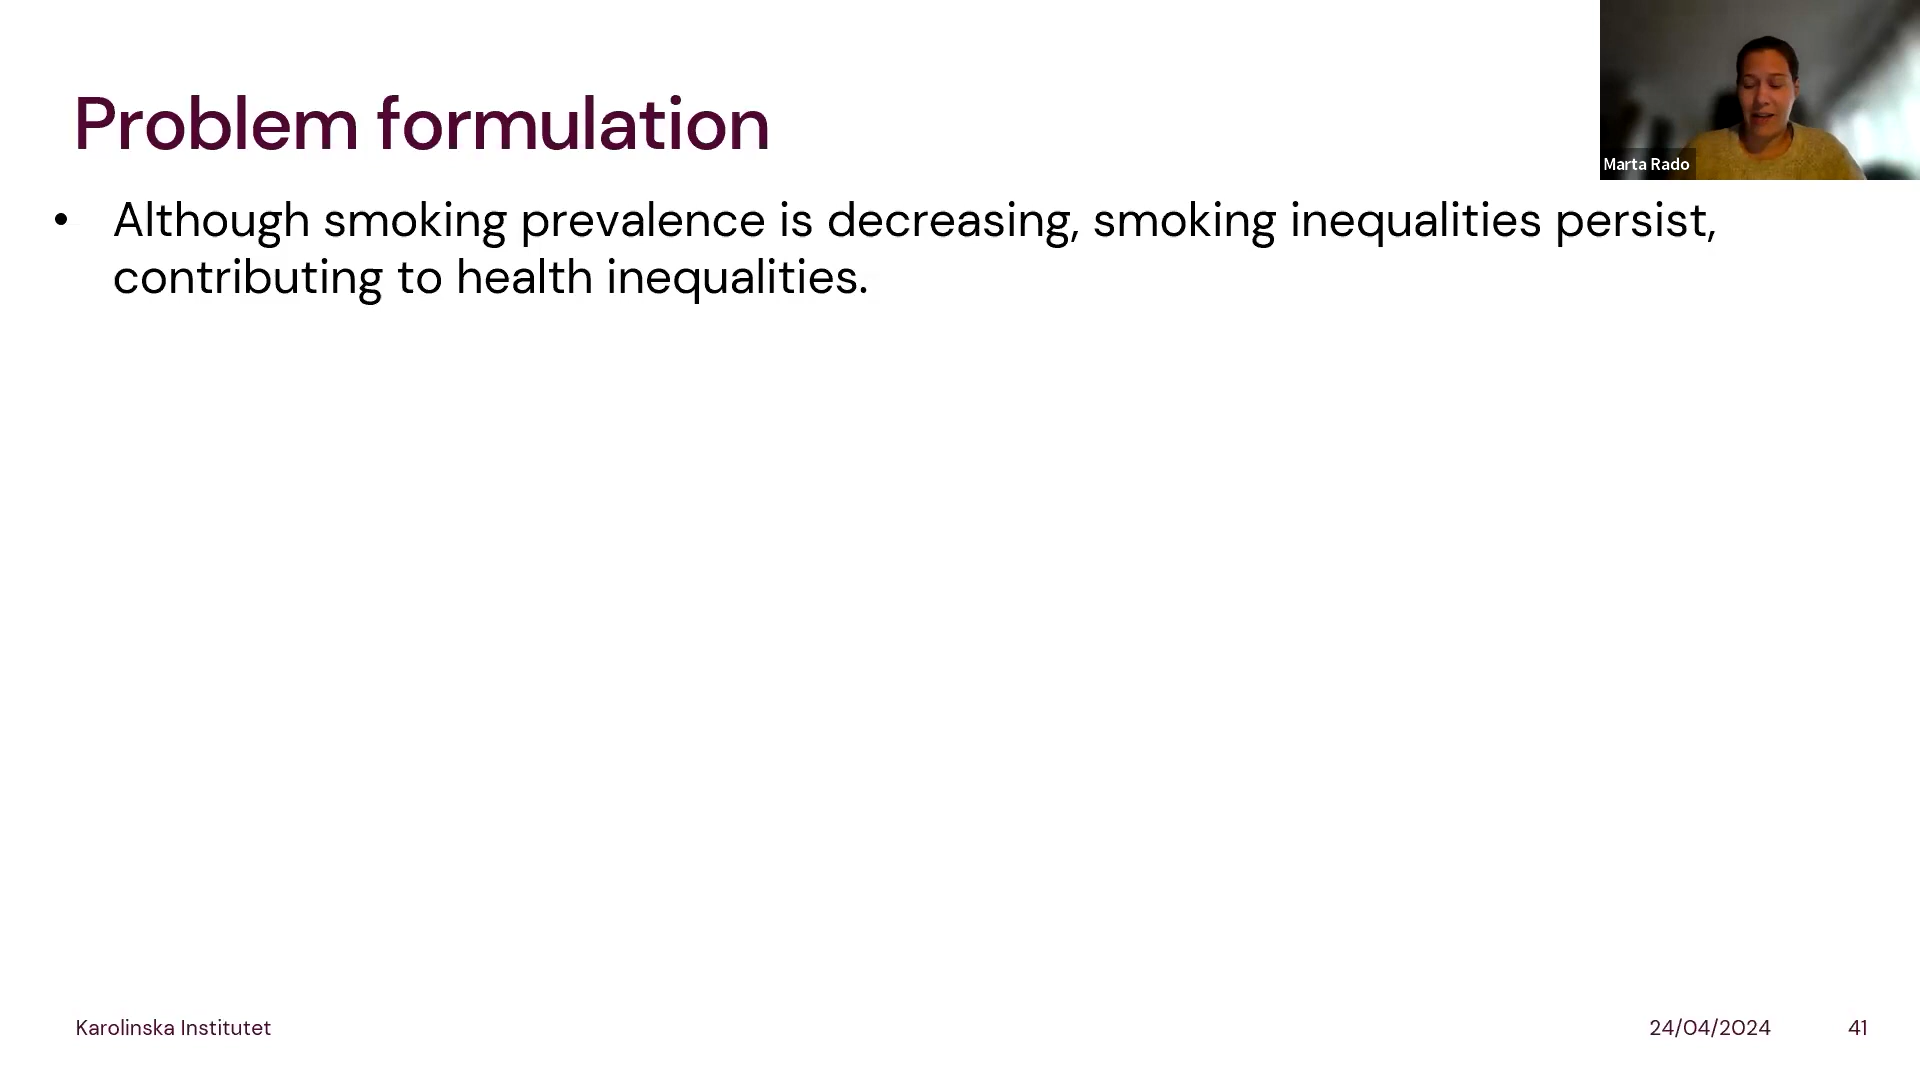 Problem formulation
Marta Rado
• Although smoking prevalence is decreasing, smoking inequalities persist,
contributing to health inequalities.
Karolinska Institutet
24/04/2024
41